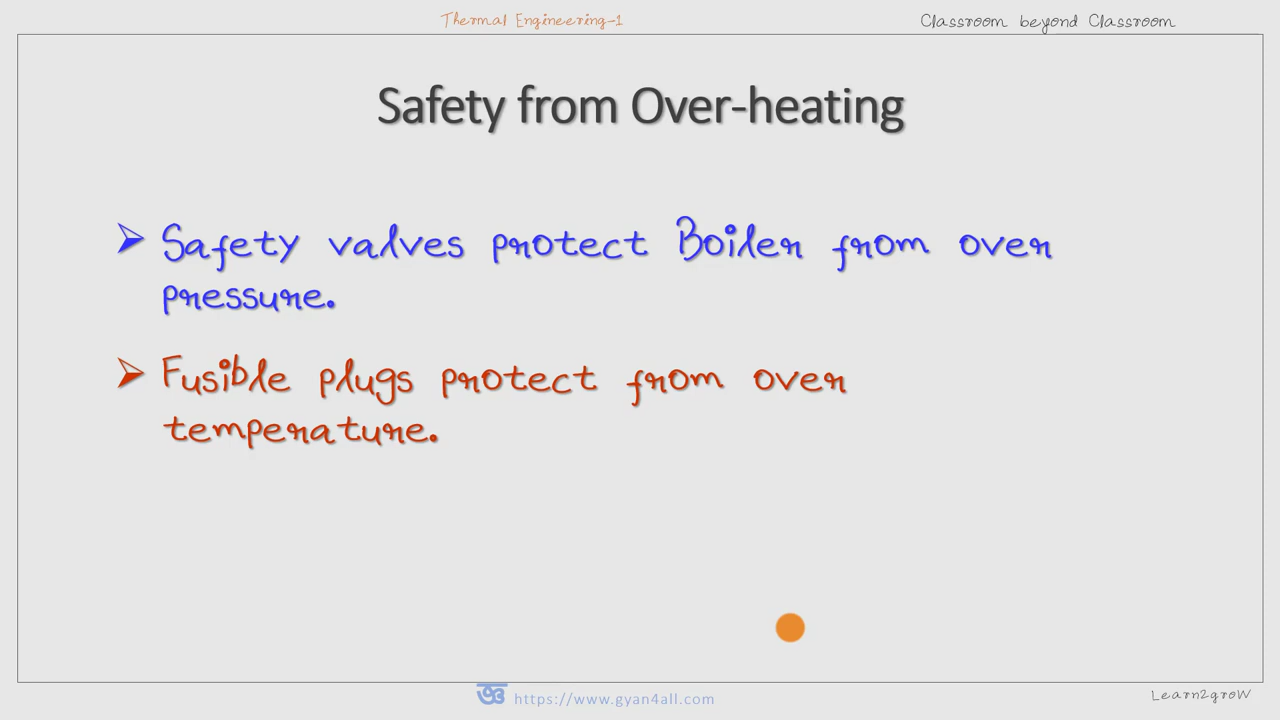 Thermal Engineering-1
Classroom beyond Classroom
Safety from Over-heating
➢ Safety valves protect Boiler from over
pressure.
➢ Fusible plugs protect from over
temperature.
https://www.gyan4all.com
Learn2groW